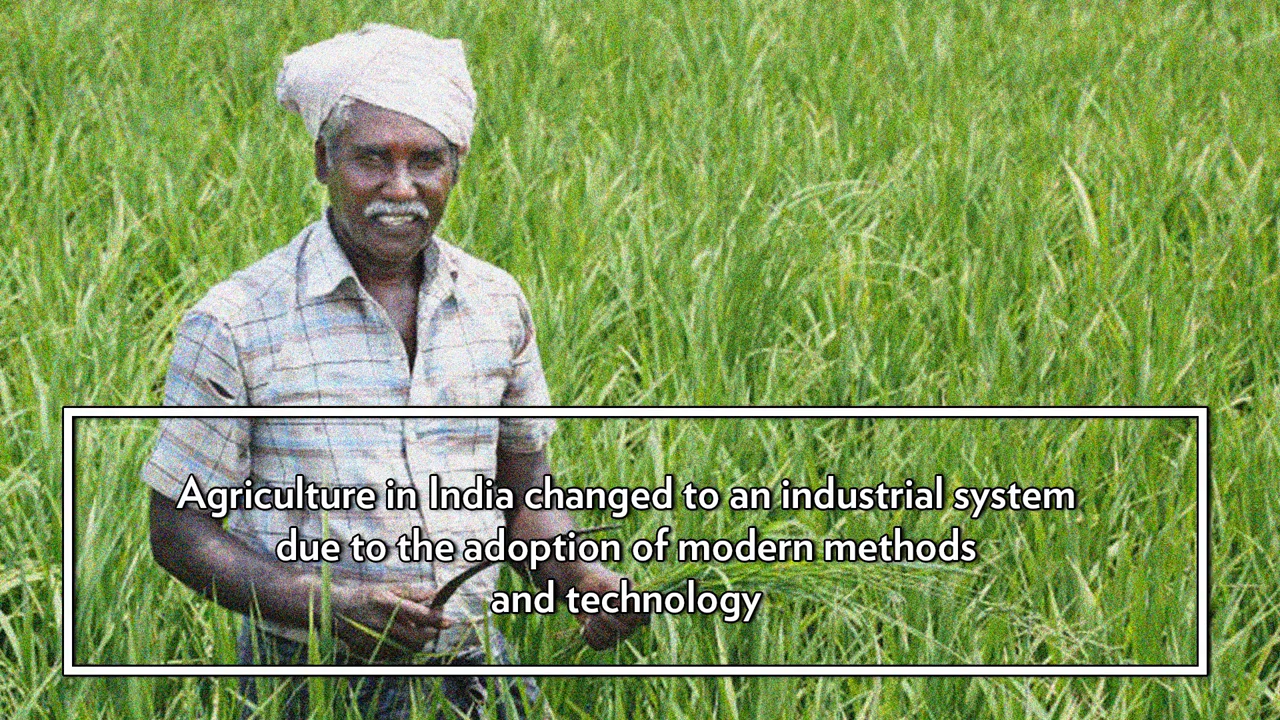 Agriculture in India changed to an industrial system
due to the adoption of modern methods
and technology